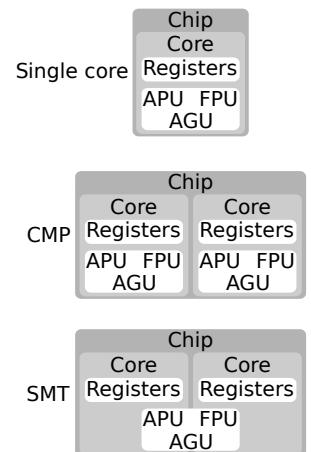 Chip
Core
Single core Registers
APU FPU
AGU
Chip
Core Core
CMP Registers Registers
APU FPU APU FPU
AGU AGU
Chip
Core Core
SMT Registers Registers
APU FPU
AGU